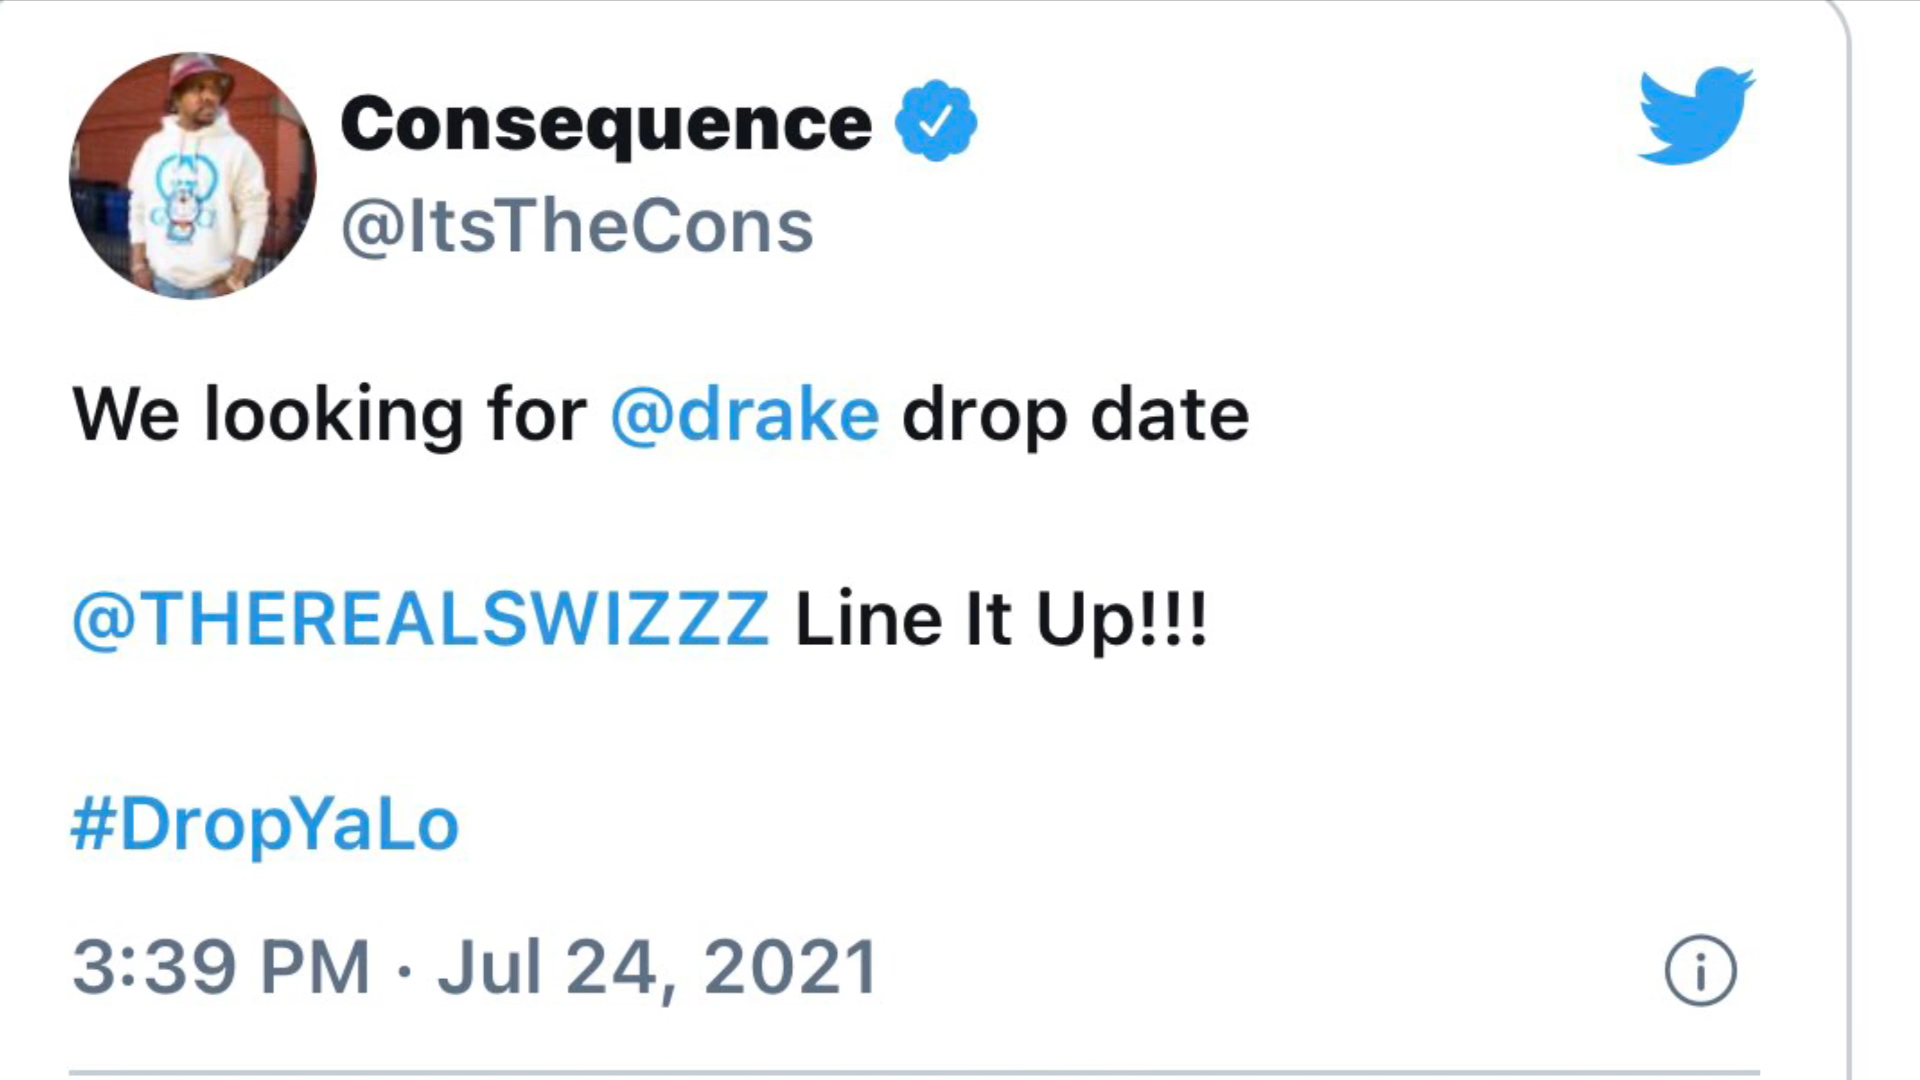 Consequence
@ItsTheCons
We looking for @drake drop date
@THEREALSWIZZZ Line It Up!!!
#DropYaLo
3:39 PM · Jul 24, 2021